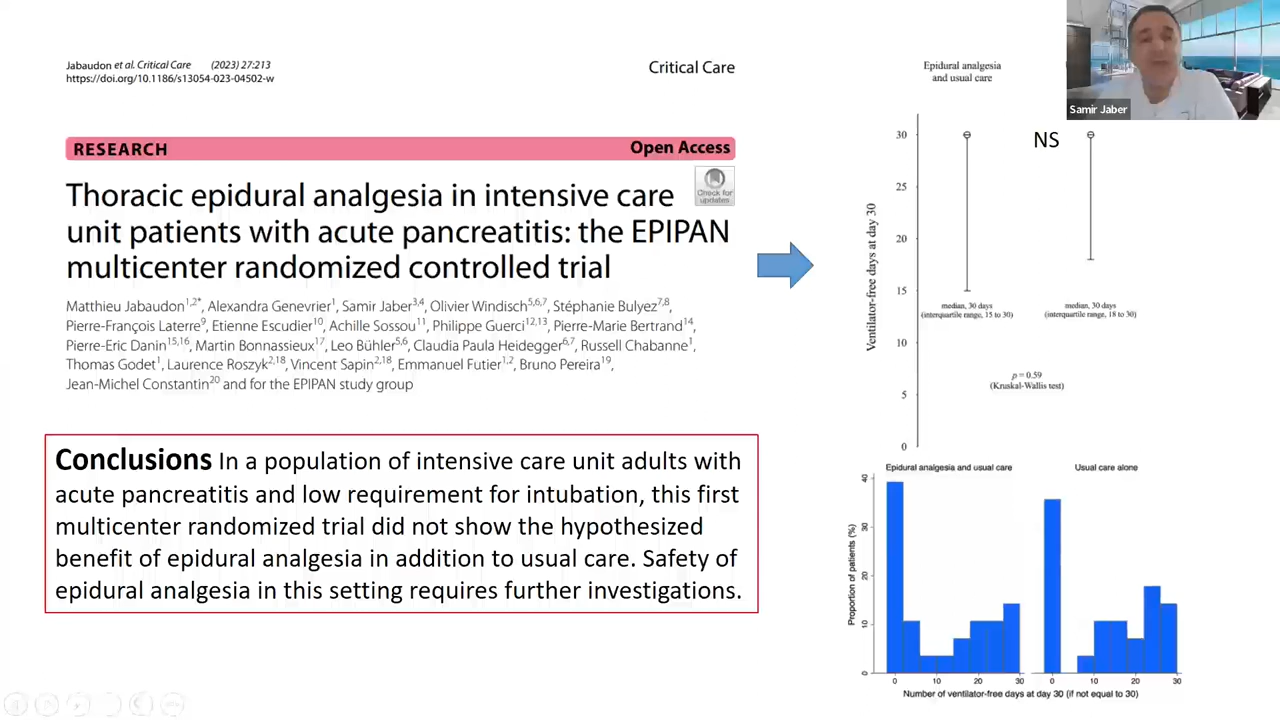 Jabaudon et al. Critical Care (2023) 27:213
https://doi.org/10.1186/s13054-023-04502-w
Critical Care
RESEARCH
Open Access
Check for
updates
Thoracic epidural analgesia in intensive care
unit patients with acute pancreatitis: the EPIPAN
multicenter randomized controlled trial
Matthieu Jabaudon1,2*, Alexandra Genevrier1, Samir Jaber3,4, Olivier Windisch5,6,7, Stéphanie Bulyez7,8,
Pierre-François Laterre9, Etienne Escudier10, Achille Sossou11, Philippe Guerci12,13, Pierre-Marie Bertrand14,
Pierre-Eric Danin15,16, Martin Bonnassieux17, Leo Bühler5,6, Claudia Paula Heidegger6,7, Russell Chabanne1,
Thomas Godet1, Laurence Roszyk2,18, Vincent Sapin2,18, Emmanuel Futier1,2, Bruno Pereira19,
Jean-Michel Constantin20 and for the EPIPAN study group
Conclusions In a population of intensive care unit adults with
acute pancreatitis and low requirement for intubation, this first
multicenter randomized trial did not show the hypothesized
benefit of epidural analgesia in addition to usual care. Safety of
epidural analgesia in this setting requires further investigations.
Epidural analgesia
and usual care
Samir Jaber
NS
Ventilator-free days at day 30
30
25
20
15
10
5
0
median, 30 days
(interquartile range, 15 to 30)
median, 30 days
(interquartile range, 18 to 30)
p = 0.59
(Kruskal-Wallis test)
Epidural analgesia and usual care
Usual care alone
Proportion of patients (%)
40
30
20
10
0
0 10 20 30
0 10 20 30
Number of ventilator-free days at day 30 (if not equal to 30)